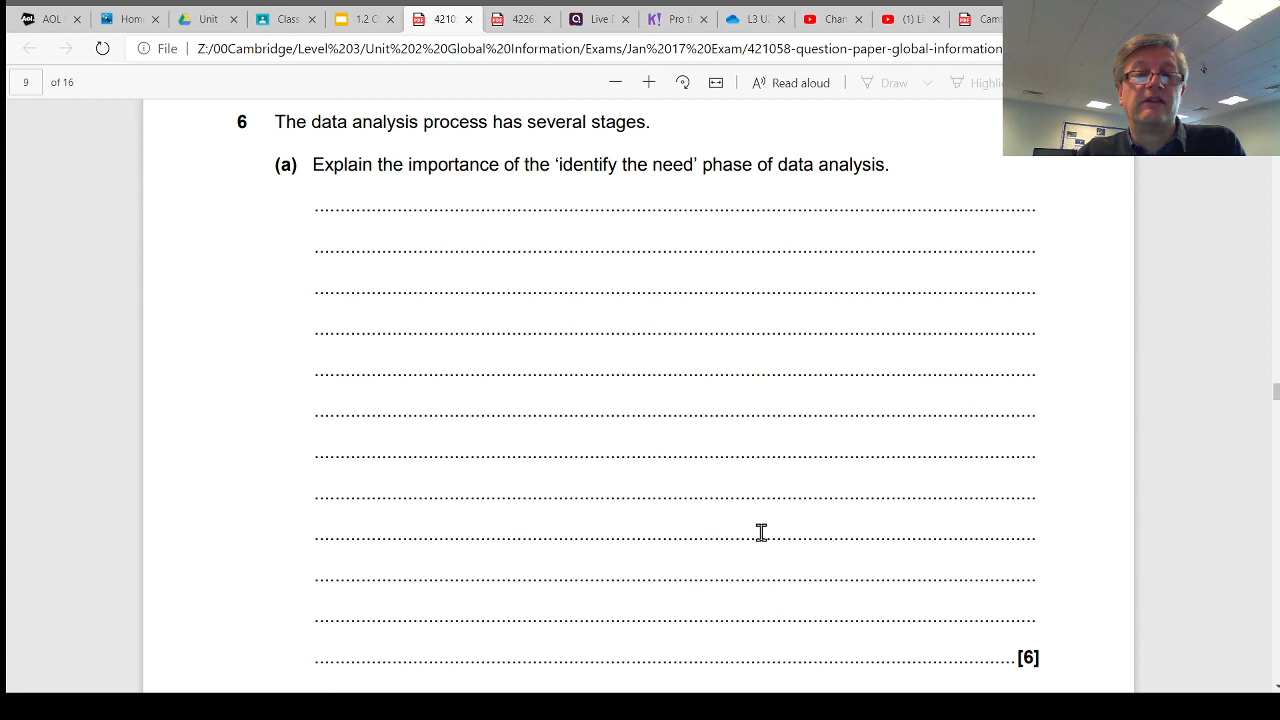 AOL
Home
Unit
Class
1.2 C
4210
4226
Live D
Pro ti
L3 U
Chan
(1) Li
Cam
File
Z:/00Cambridge/Level%203/Unit%202%20Global%20Information/Exams/Jan%2017%20Exam/421058-question-paper-global-information
9 of 16
Read aloud
Draw
Highli
6 The data analysis process has several stages.
(a) Explain the importance of the ‘identify the need’ phase of data analysis.
[6]